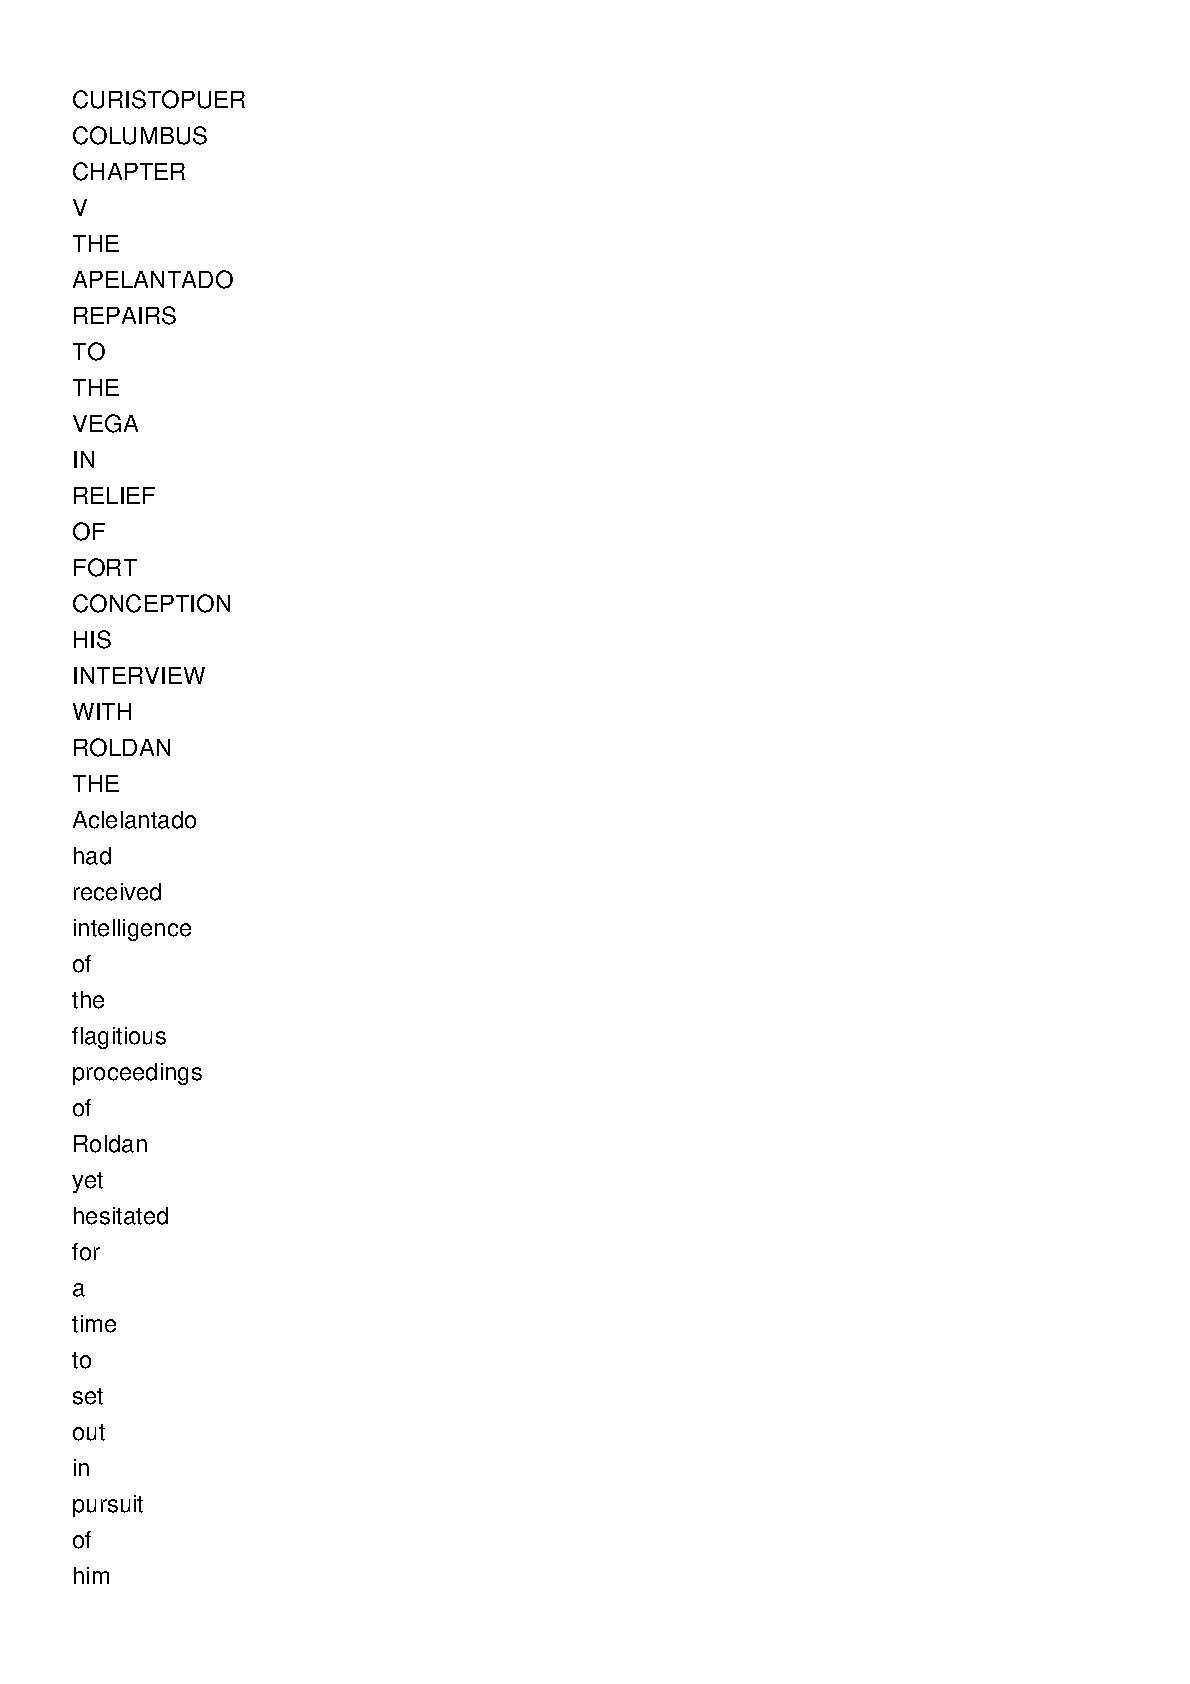 CURISTOPUER
COLUMBUS
CHAPTER
V
THE
APELANTADO
REPAIRS
TO
THE
VEGA
IN
RELIEF
OF
FORT
CONCEPTION
HIS
INTERVIEW
WITH
ROLDAN
THE
Aclelantado
had
received
intelligence
of
the
flagitious
proceedings
of
Roldan
yet
hesitated
for
a
time
to
set
out
in
pursuit
of
him